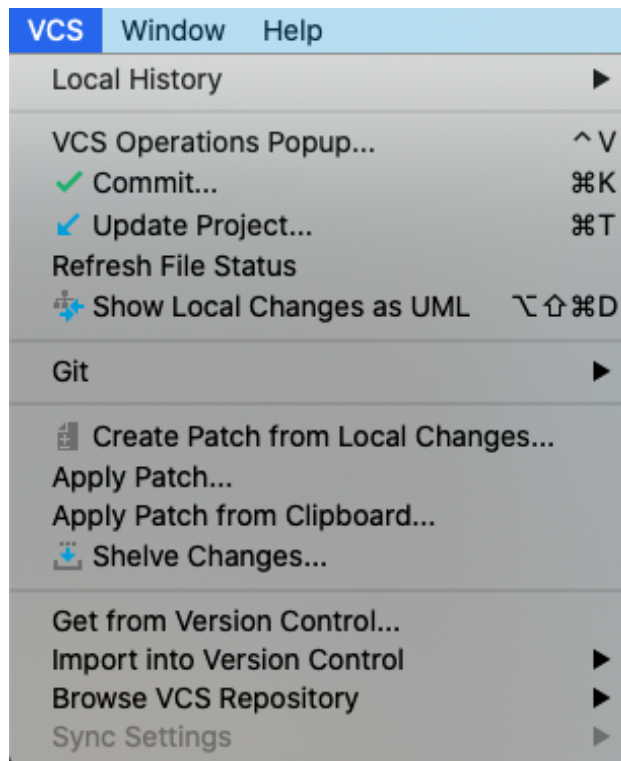 VCS Window Help
Local History
VCS Operations Popup... ^V
Commit... ⌘K
Update Project... ⌘T
Refresh File Status
Show Local Changes as UML ⌥⇧⌘D
Git
Create Patch from Local Changes...
Apply Patch...
Apply Patch from Clipboard...
Shelve Changes...
Get from Version Control...
Import into Version Control
Browse VCS Repository
Sync Settings